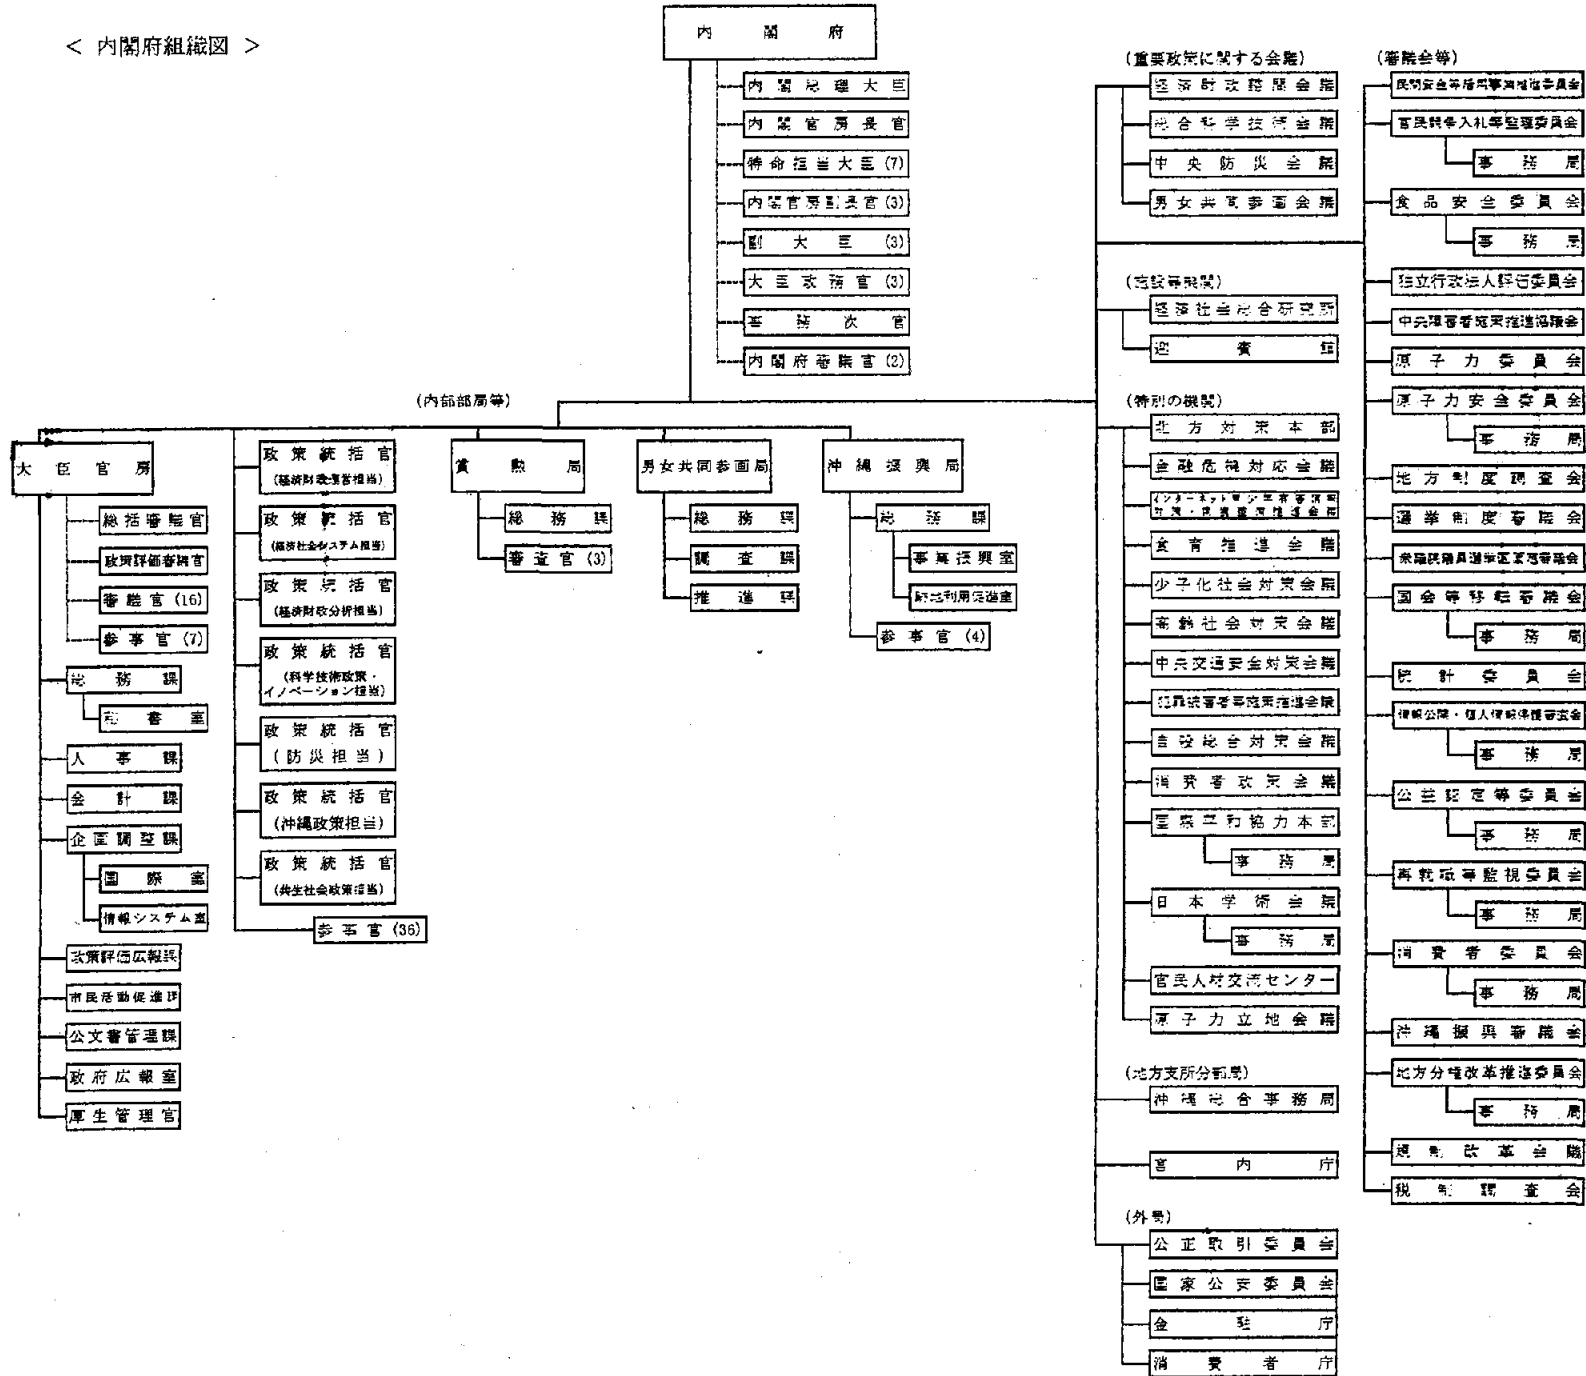 ＜ 内閣府組織図 ＞
内閣府
内閣総理大臣
内閣官房長官
特命担当大臣(7)
内閣官房副長官(3)
副大臣(3)
大臣政務官(3)
事務次官
内閣府審議官(2)
(内部部局等)
大臣官房
総括審議官
政策評価審議官
審議官(16)
参事官(7)
総務課
秘書室
人事課
会計課
企画調整課
国際室
情報システム室
政策評価広報課
市民活動促進課
公文書管理課
政府広報室
厚生管理官
政策統括官
(経済財政運営担当)
政策統括官
(経済社会システム担当)
政策統括官
(経済財政分析担当)
政策統括官
(科学技術政策・
イノベーション担当)
政策統括官
(防災担当)
政策統括官
(沖縄政策担当)
政策統括官
(共生社会政策担当)
参事官(36)
賞勲局
総務課
審査官(3)
男女共同参画局
総務課
調査課
推進課
沖縄振興局
総務課
事業振興室
跡地利用促進室
参事官(4)
(重要政策に関する会議)
経済財政諮問会議
総合科学技術会議
中央防災会議
男女共同参画会議
(施設等機関)
経済社会総合研究所
迎賓館
(特別の機関)
北方対策本部
金融危機対応会議
インターネット青少年有害情報
対策・環境整備推進会議
食育推進会議
少子化社会対策会議
高齢社会対策会議
中央交通安全対策会議
犯罪被害者等施策推進会議
自殺総合対策会議
消費者政策会議
国際平和協力本部
事務局
日本学術会議
事務局
官民人材交流センター
原子力立地会議
(地方支所分部局)
沖縄総合事務局
宮内庁
(外局)
公正取引委員会
国家公安委員会
金融庁
消費者庁
(審議会等)
民間資金等活用事業推進委員会
官民競争入札等監理委員会
事務局
食品安全委員会
事務局
独立行政法人評価委員会
中央障害者施策推進協議会
原子力委員会
原子力安全委員会
事務局
地方制度調査会
選挙制度審議会
衆議院議員選挙区画定審議会
国会等移転審議会
事務局
統計委員会
情報公開・個人情報保護審査会
事務局
公益認定等委員会
事務局
再就職等監視委員会
事務局
消費者委員会
事務局
沖縄振興審議会
地方分権改革推進委員会
事務局
規制改革会議
税制調査会